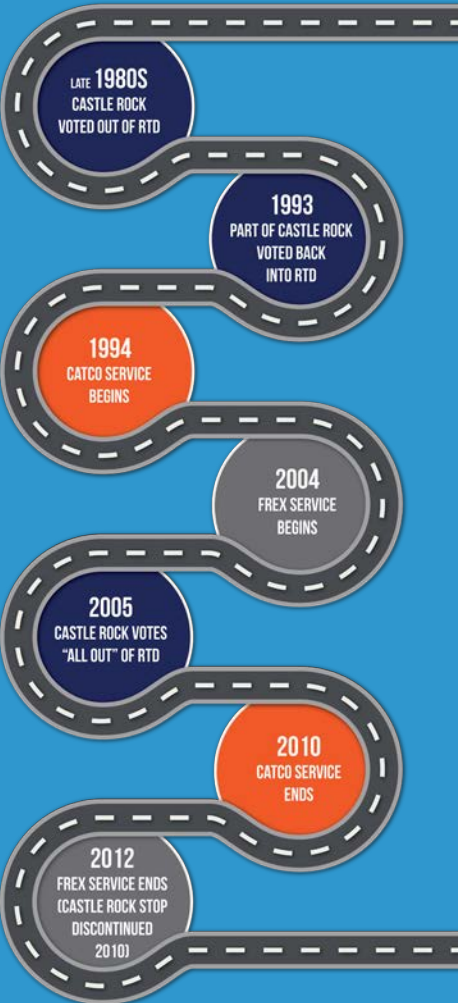 LATE 1980S
CASTLE ROCK
VOTED OUT OF RTD
1993
PART OF CASTLE ROCK
VOTED BACK
INTO RTD
1994
CATCO SERVICE
BEGINS
2004
FREX SERVICE
BEGINS
2005
CASTLE ROCK VOTES
“ALL OUT” OF RTD
2010
CATCO SERVICE
ENDS
2012
FREX SERVICE ENDS
(CASTLE ROCK STOP
DISCONTINUED
2010)